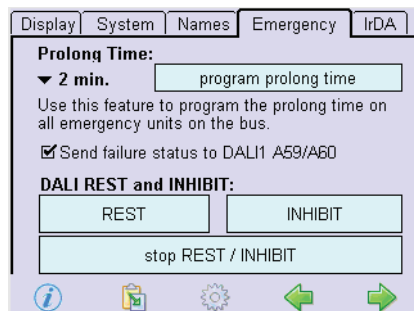 Display System Names Emergency IrDA
Prolong Time:
2 min. program prolong time
Use this feature to program the prolong time on
all emergency units on the bus.
Send failure status to DALI1 A59/A60
DALI REST and INHIBIT:
REST INHIBIT
stop REST / INHIBIT
i